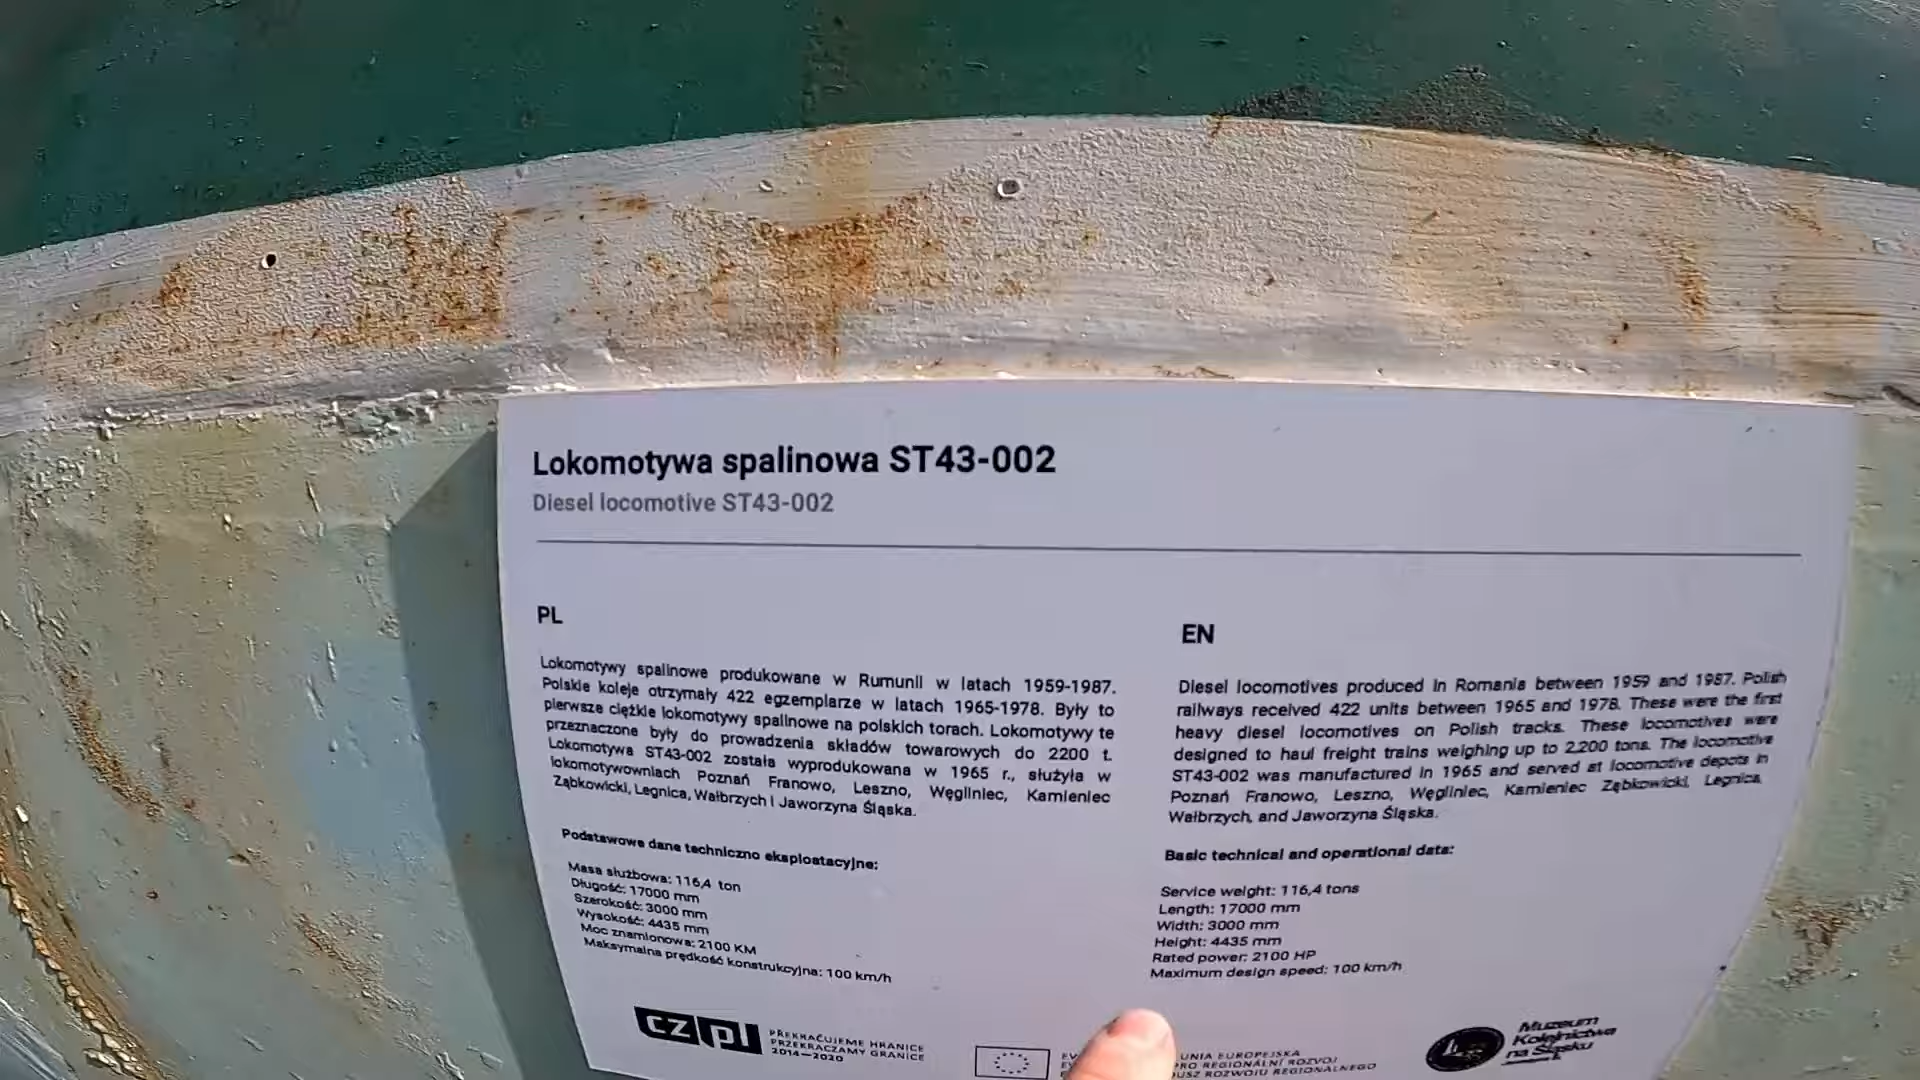 Lokomotywa spalinowa ST43-002
Diesel locomotive ST43-002
PL
Lokomotywy spalinowe produkowane w Rumunii w latach 1959-1987.
Polskie koleje otrzymały 422 egzemplarze w latach 1965-1978. Były to
pierwsze ciężkie lokomotywy spalinowe na polskich torach. Lokomotywy te
przeznaczone były do prowadzenia składów towarowych do 2200 t.
Lokomotywa ST43-002 została wyprodukowana w 1965 r., służyła w
lokomotywowniach Poznań Franowo, Leszno, Węgliniec, Kamieniec
Ząbkowicki, Legnica, Wałbrzych i Jaworzyna Śląska.
Podstawowe dane techniczno eksploatacyjne:
Masa służbowa: 116,4 ton
Długość: 17000 mm
Szerokość: 3000 mm
Wysokość: 4435 mm
Moc znamionowa: 2100 KM
Maksymalna prędkość konstrukcyjna: 100 km/h
EN
Diesel locomotives produced in Romania between 1959 and 1987. Polish
railways received 422 units between 1965 and 1978. These were the first
heavy diesel locomotives on Polish tracks. These locomotives were
designed to haul freight trains weighing up to 2,200 tons. The locomotive
ST43-002 was manufactured in 1965 and served at locomotive depots in
Poznań Franowo, Leszno, Węgliniec, Kamieniec Ząbkowicki, Legnica,
Wałbrzych, and Jaworzyna Śląska.
Basic technical and operational data:
Service weight: 116,4 tons
Length: 17000 mm
Width: 3000 mm
Height: 4435 mm
Rated power: 2100 HP
Maximum design speed: 100 km/h
cz pl
PŘEKRAČUJEME HRANICE
PRZEKRACZAMY GRANICE
2014—2020
UNIA EUROPEJSKA
PRO REGIONÁLNÍ ROZVOJ
ROZWOJU REGIONALNEGO
Muzeum
Kolejnictwa
na Śląsku